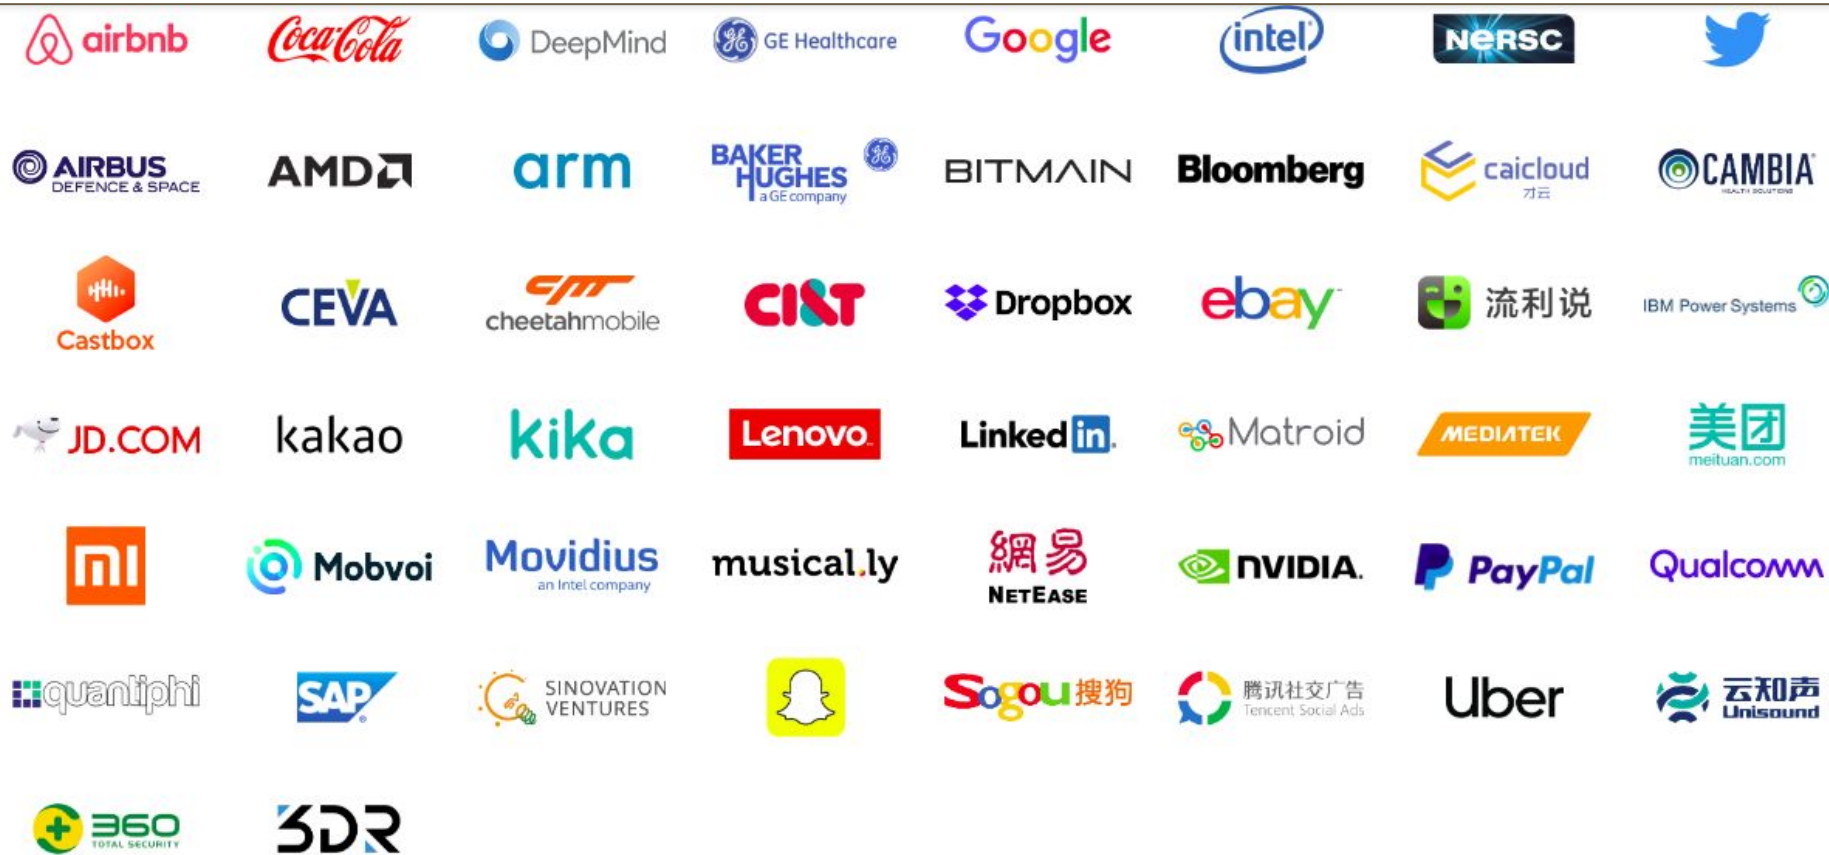 airbnb
Coca-Cola
DeepMind
GE Healthcare
Google
intel
NERSC
AIRBUS
DEFENCE & SPACE
AMD
arm
BAKER
HUGHES
a GE company
BITMAIN
Bloomberg
caicloud
才云
CAMBIA
HEALTH SOLUTIONS
Castbox
CEVA
cheetahmobile
CI&T
Dropbox
ebay
流利说
IBM Power Systems
JD.COM
kakao
kika
Lenovo
LinkedIn
Matroid
MEDIATEK
美团
meituan.com
mi
Mobvoi
Movidius
an Intel company
musical.ly
網易
NETEASE
NVIDIA.
PayPal
Qualcomm
quantiphi
SAP
SINOVATION
VENTURES
Sogou搜狗
腾讯社交广告
Tencent Social Ads
Uber
云知声
Unisound
360
TOTAL SECURITY
3DR